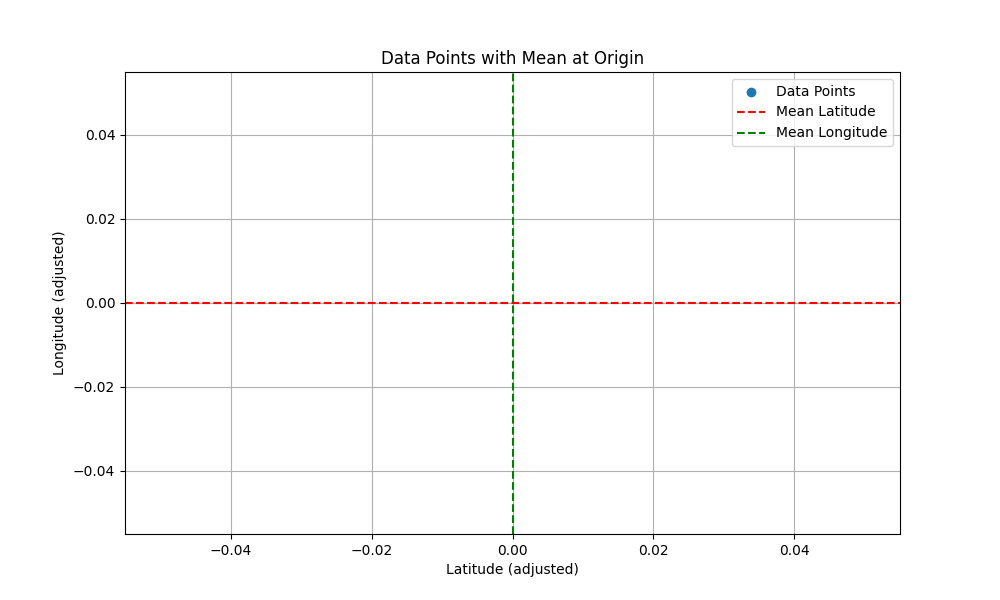 Data Points with Mean at Origin
Data Points
Mean Latitude
Mean Longitude
0.04
0.02
0.00
−0.02
−0.04
Longitude (adjusted)
−0.04
−0.02
0.00
0.02
0.04
Latitude (adjusted)